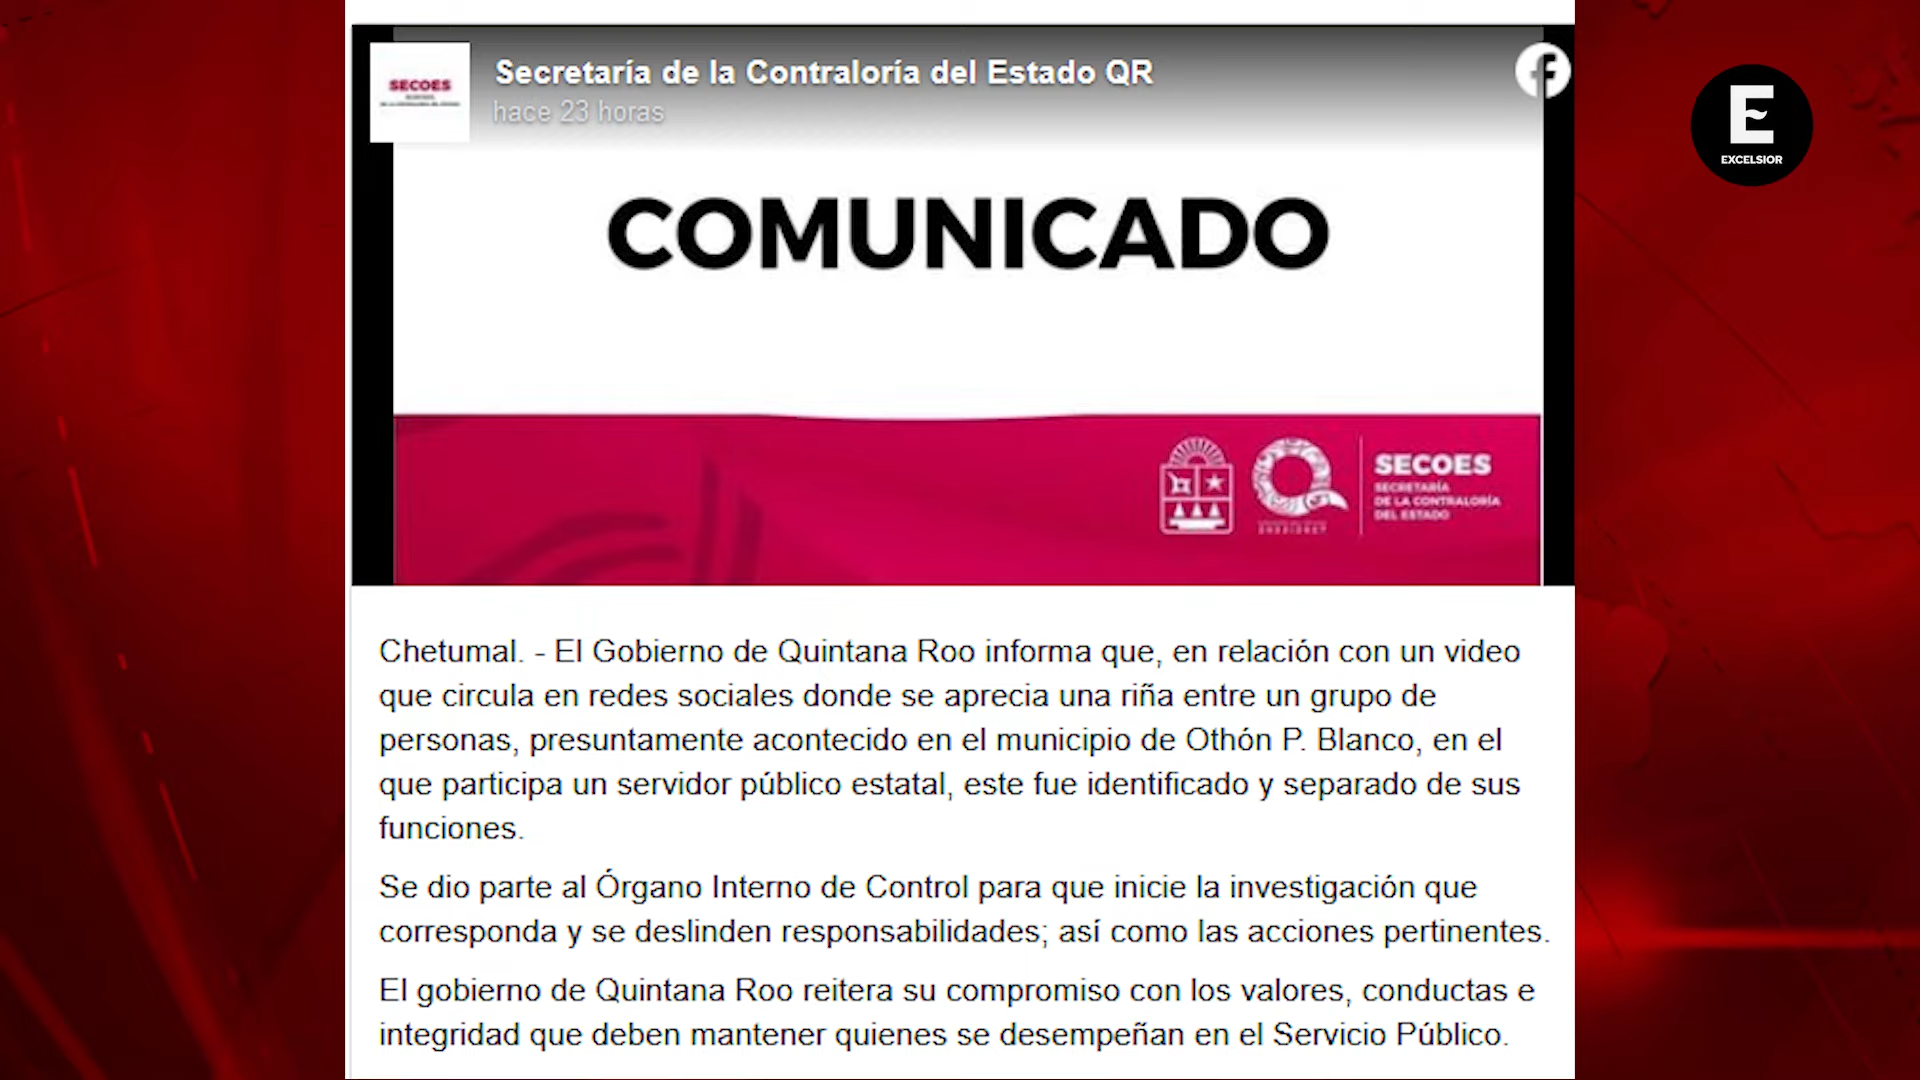 SECOES
Secretaría de la Contraloría del Estado QR
hace 23 horas
E
EXCELSIOR
COMUNICADO
SECOES
SECRETARÍA
DE LA CONTRALORÍA
DEL ESTADO
Chetumal. - El Gobierno de Quintana Roo informa que, en relación con un video
que circula en redes sociales donde se aprecia una riña entre un grupo de
personas, presuntamente acontecido en el municipio de Othón P. Blanco, en el
que participa un servidor público estatal, este fue identificado y separado de sus
funciones.
Se dio parte al Órgano Interno de Control para que inicie la investigación que
corresponda y se deslinden responsabilidades; así como las acciones pertinentes.
El gobierno de Quintana Roo reitera su compromiso con los valores, conductas e
integridad que deben mantener quienes se desempeñan en el Servicio Público.